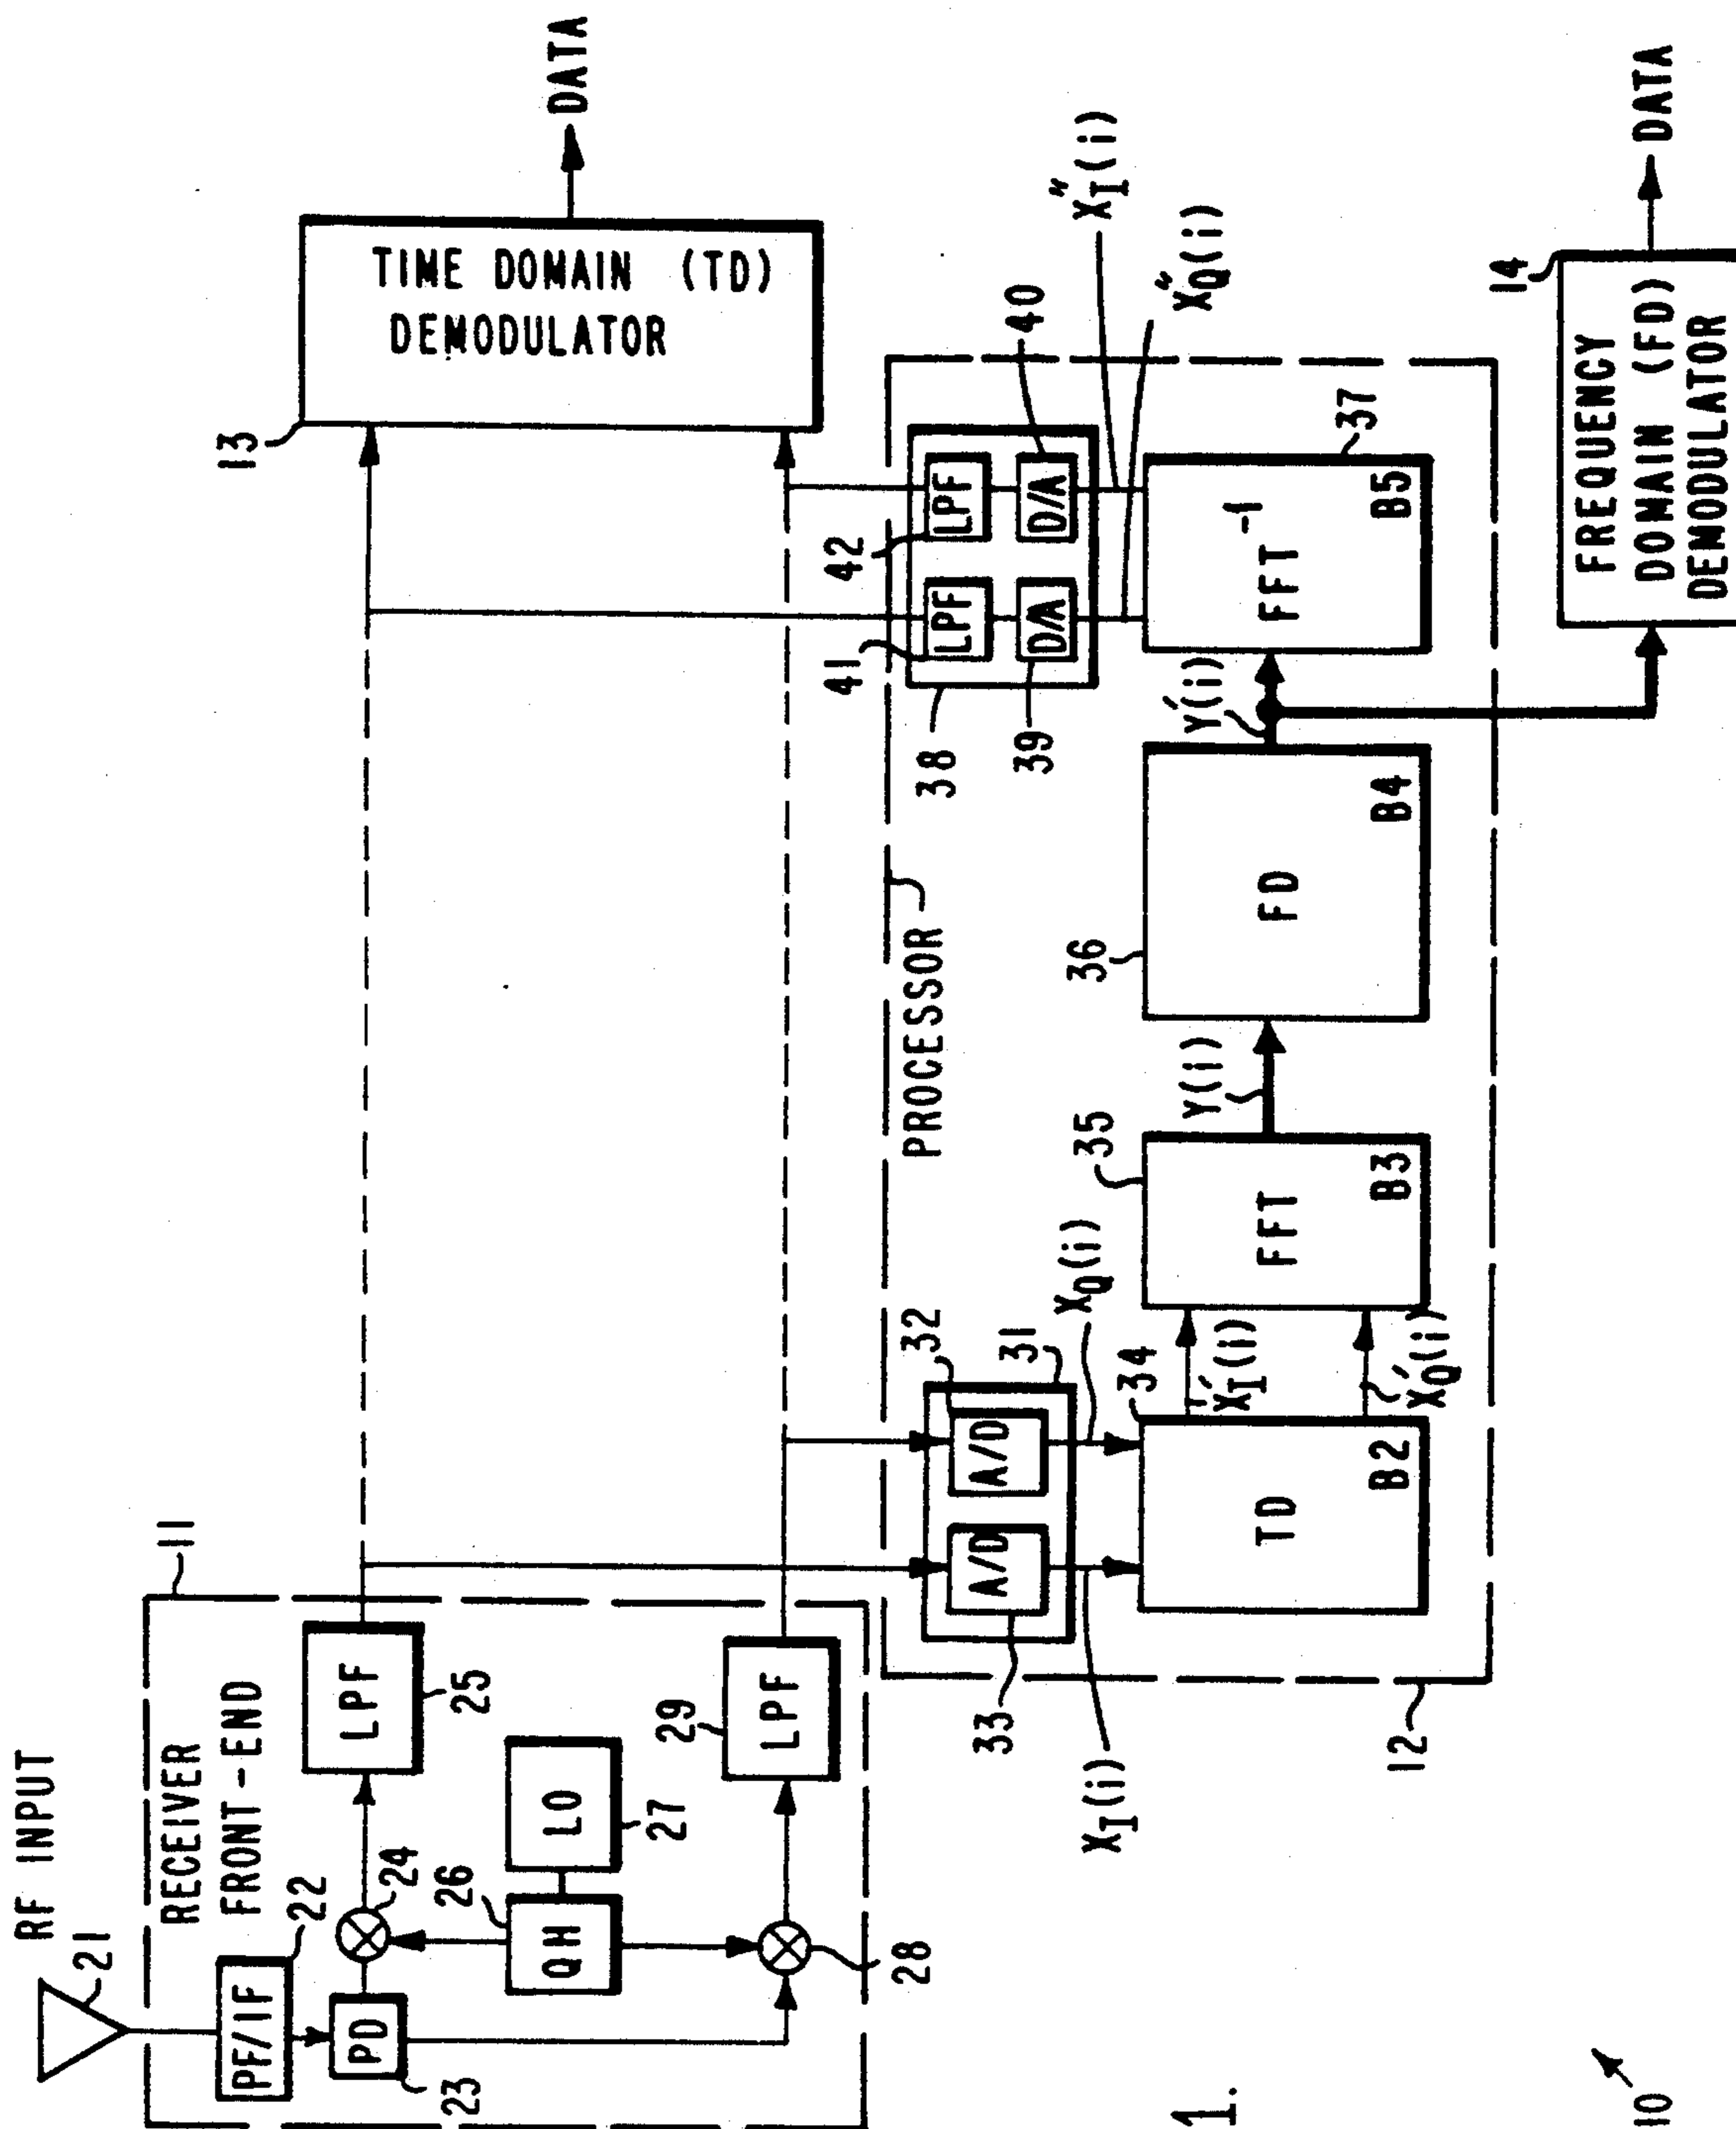 RF INPUT
21
11
RECEIVER
FRONT-END
PF/IF
22
PD
23
24
LPF
25
QH
26
LO
27
28
LPF
29
13
TIME DOMAIN (TD)
DEMODULATOR
DATA
PROCESSOR
12
A/D
33
A/D
32
31
X_I(i)
X_Q(i)
34
TD
B2
X'_I(i)
X'_Q(i)
35
FFT
B3
Y(i)
36
FD
B4
Y'(i)
38
41
LPF
42
LPF
39
D/A
D/A
40
X"_I(i)
X"_Q(i)
FFT⁻¹
B5
37
14
FREQUENCY
DOMAIN (FD)
DEMODULATOR
DATA
1.
10